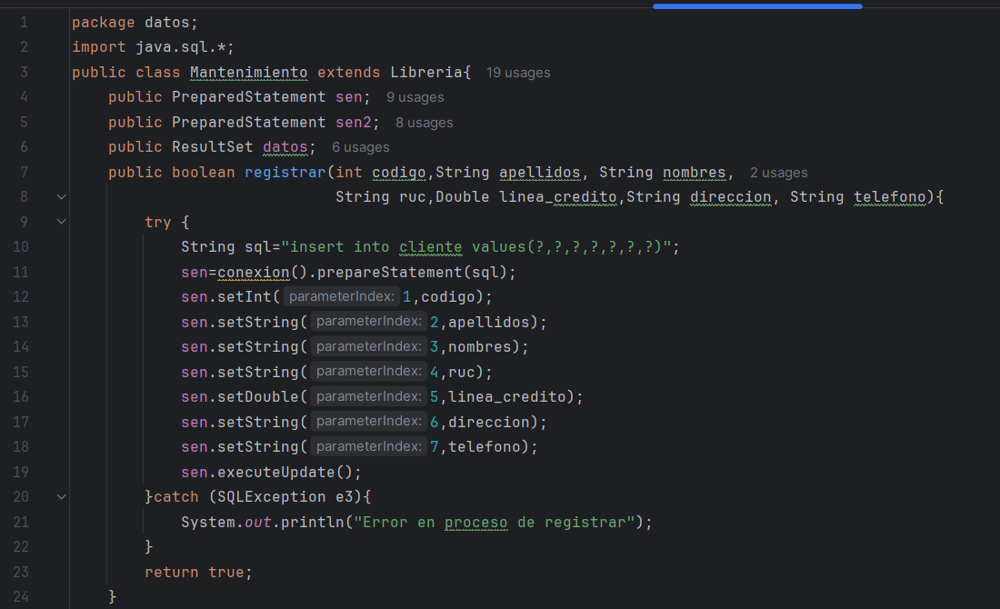 1 package datos;
2 import java.sql.*;
3 public class Mantenimiento extends Libreria{ 19 usages
4 public PreparedStatement sen; 9 usages
5 public PreparedStatement sen2; 8 usages
6 public ResultSet datos; 6 usages
7 public boolean registrar(int codigo,String apellidos, String nombres, 2 usages
8 String ruc,Double linea_credito,String direccion, String telefono){
9 try {
10 String sql="insert into cliente values(?,?,?,?,?,?,?)";
11 sen=conexion().prepareStatement(sql);
12 sen.setInt( parameterIndex: 1,codigo);
13 sen.setString( parameterIndex: 2,apellidos);
14 sen.setString( parameterIndex: 3,nombres);
15 sen.setString( parameterIndex: 4,ruc);
16 sen.setDouble( parameterIndex: 5,linea_credito);
17 sen.setString( parameterIndex: 6,direccion);
18 sen.setString( parameterIndex: 7,telefono);
19 sen.executeUpdate();
20 }catch (SQLException e3){
21 System.out.println("Error en proceso de registrar");
22 }
23 return true;
24 }